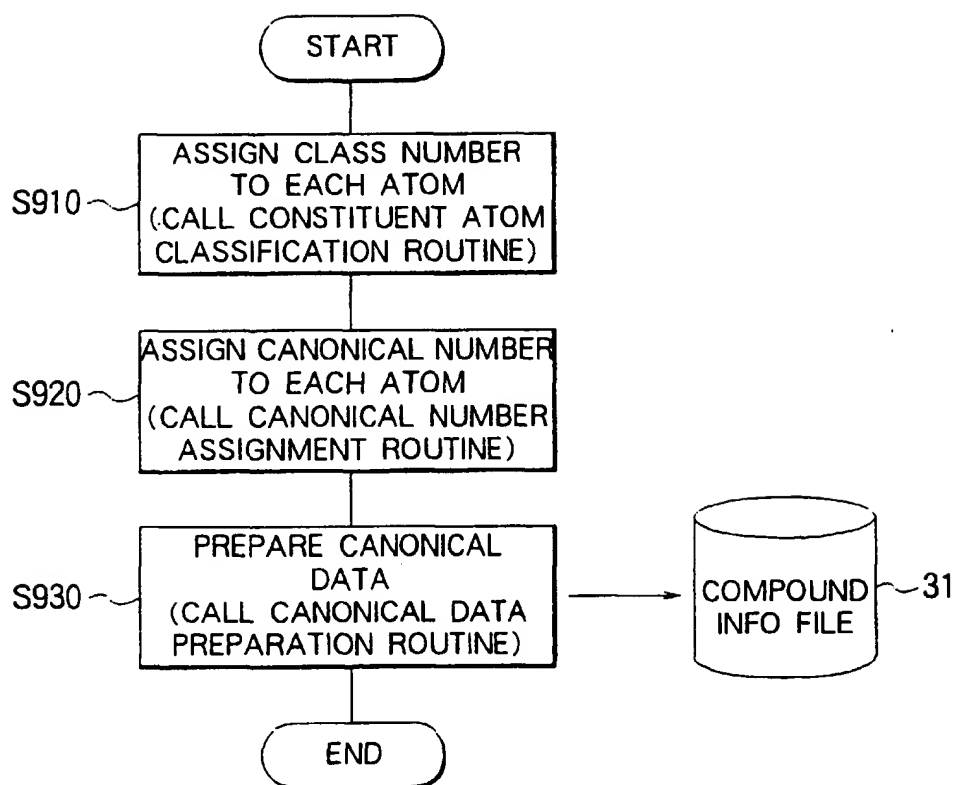 START
ASSIGN CLASS NUMBER
TO EACH ATOM
S910
(CALL CONSTITUENT ATOM
CLASSIFICATION ROUTINE)
ASSIGN CANONICAL NUMBER
TO EACH ATOM
S920
(CALL CANONICAL NUMBER
ASSIGNMENT ROUTINE)
PREPARE CANONICAL
DATA
S930
(CALL CANONICAL DATA
PREPARATION ROUTINE)
COMPOUND
INFO FILE
31
END